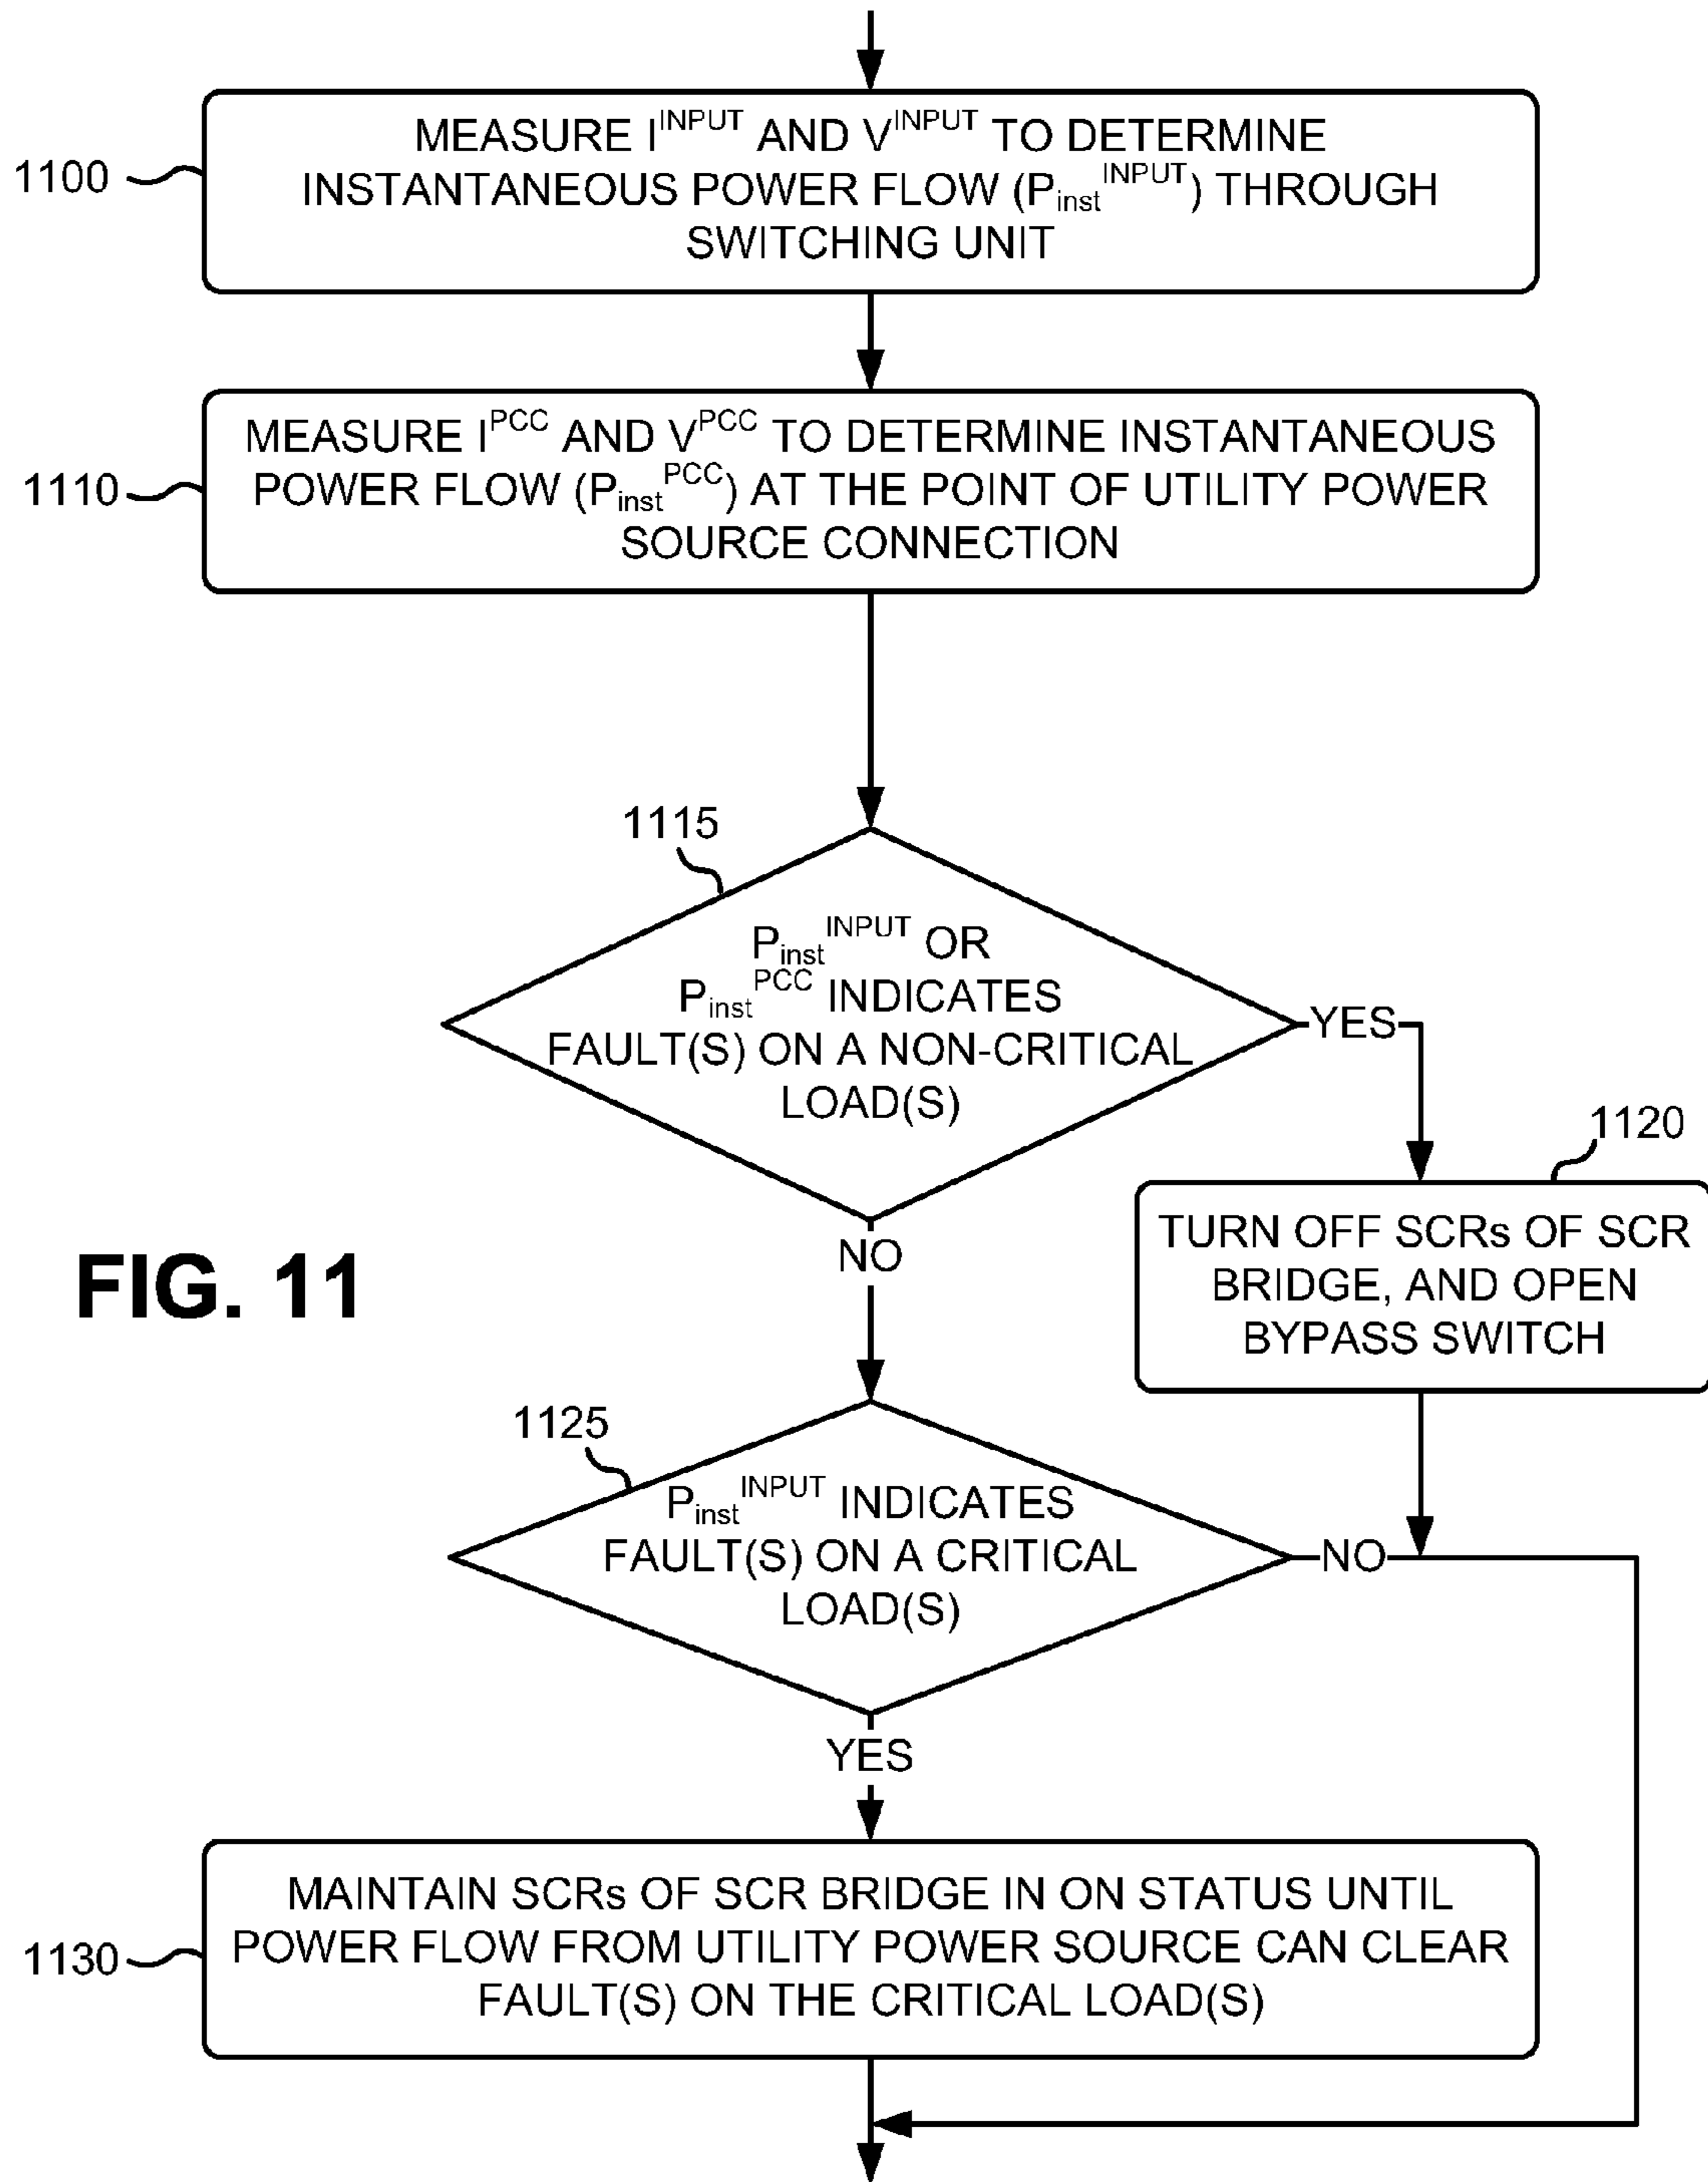 1100
MEASURE I^INPUT AND V^INPUT TO DETERMINE
INSTANTANEOUS POWER FLOW (P_inst^INPUT) THROUGH
SWITCHING UNIT
1110
MEASURE I^PCC AND V^PCC TO DETERMINE INSTANTANEOUS
POWER FLOW (P_inst^PCC) AT THE POINT OF UTILITY POWER
SOURCE CONNECTION
1115
P_inst^INPUT OR
P_inst^PCC INDICATES
FAULT(S) ON A NON-CRITICAL
LOAD(S)
YES
1120
TURN OFF SCRs OF SCR
BRIDGE, AND OPEN
BYPASS SWITCH
NO
FIG. 11
1125
P_inst^INPUT INDICATES
FAULT(S) ON A CRITICAL
LOAD(S)
NO
YES
1130
MAINTAIN SCRs OF SCR BRIDGE IN ON STATUS UNTIL
POWER FLOW FROM UTILITY POWER SOURCE CAN CLEAR
FAULT(S) ON THE CRITICAL LOAD(S)